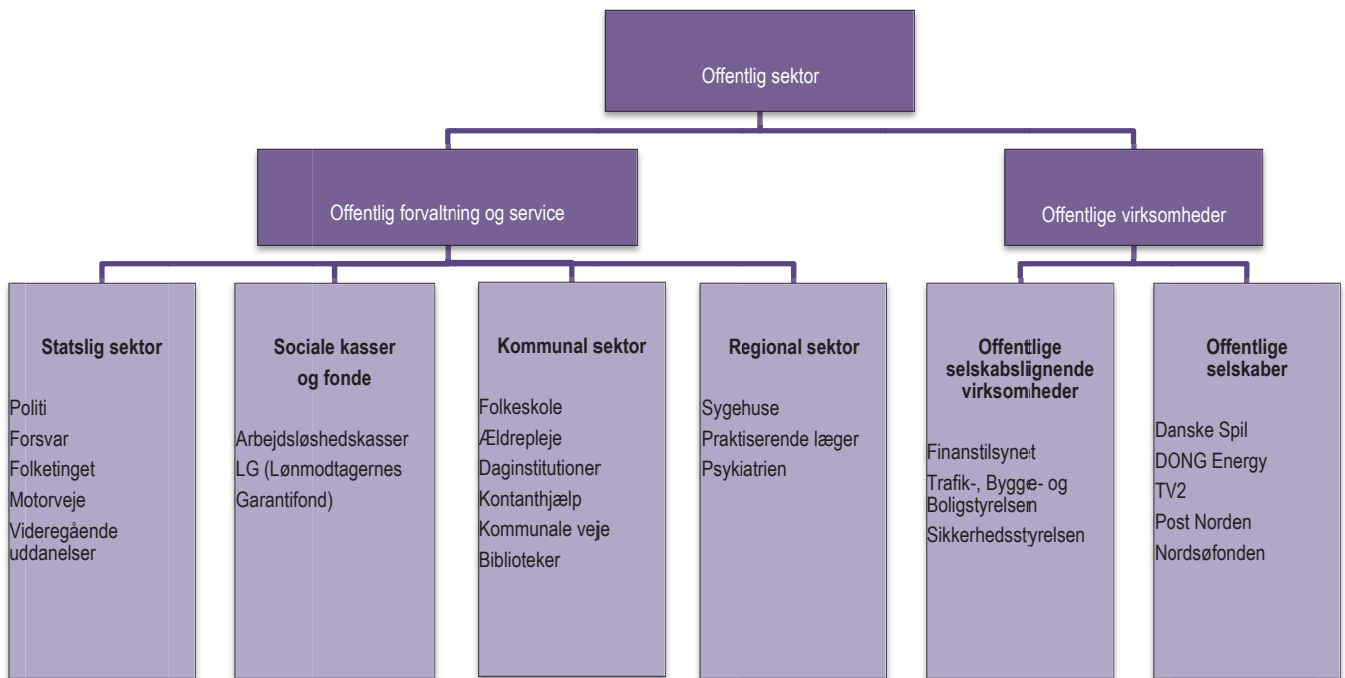 Offentlig sektor
Offentlig forvaltning og service
Offentlige virksomheder
Statslig sektor
Politi
Forsvar
Folketinget
Motorveje
Videregående
uddanelser
Sociale kasser
og fonde
Arbejdsløshedskasser
LG (Lønmodtagernes
Garantifond)
Kommunal sektor
Folkeskole
Ældrepleje
Daginstitutioner
Kontanthjælp
Kommunale veje
Biblioteker
Regional sektor
Sygehuse
Praktiserende læger
Psykiatrien
Offentlige
selskabslignende
virksomheder
Finanstilsynet
Trafik-, Bygge- og
Boligstyrelsen
Sikkerhedsstyrelsen
Offentlige
selskaber
Danske Spil
DONG Energy
TV2
Post Norden
Nordsøfonden